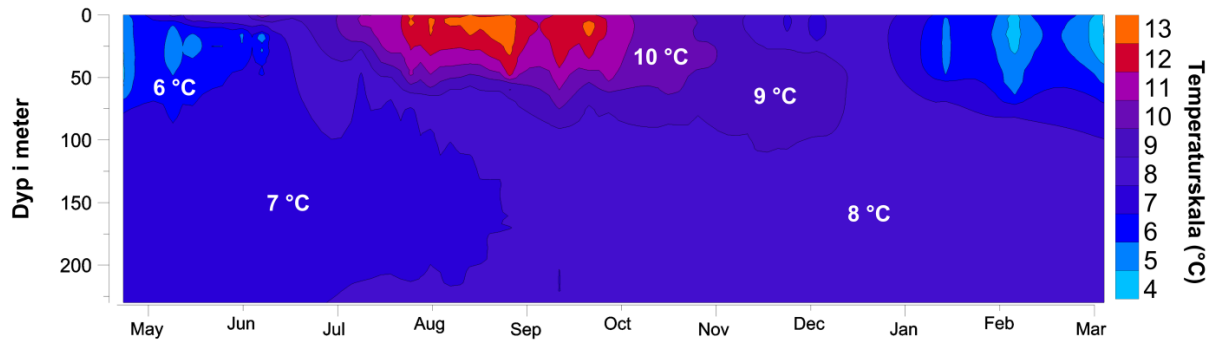 Dyp i meter
0
50
100
150
200
6 °C
7 °C
10 °C
9 °C
8 °C
May
Jun
Jul
Aug
Sep
Oct
Nov
Dec
Jan
Feb
Mar
13
12
11
10
9
8
7
6
5
4
Temperaturskala (°C)